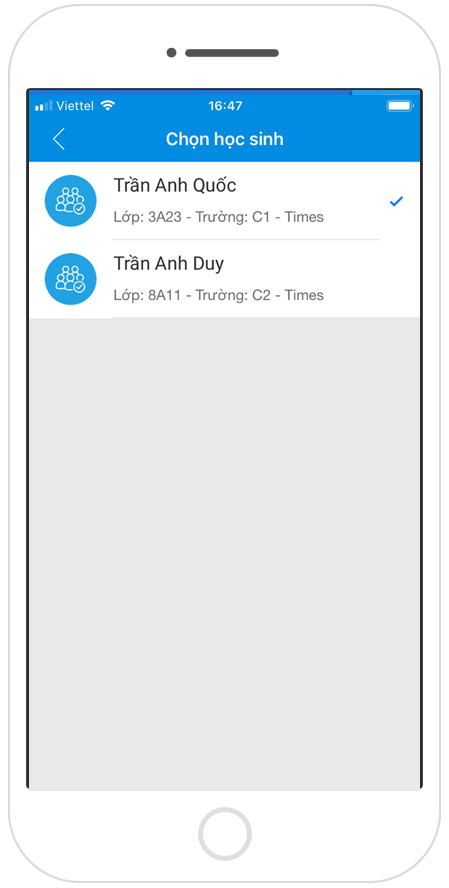 Viettel 16:47
Chọn học sinh
Trần Anh Quốc
Lớp: 3A23 - Trường: C1 - Times
Trần Anh Duy
Lớp: 8A11 - Trường: C2 - Times